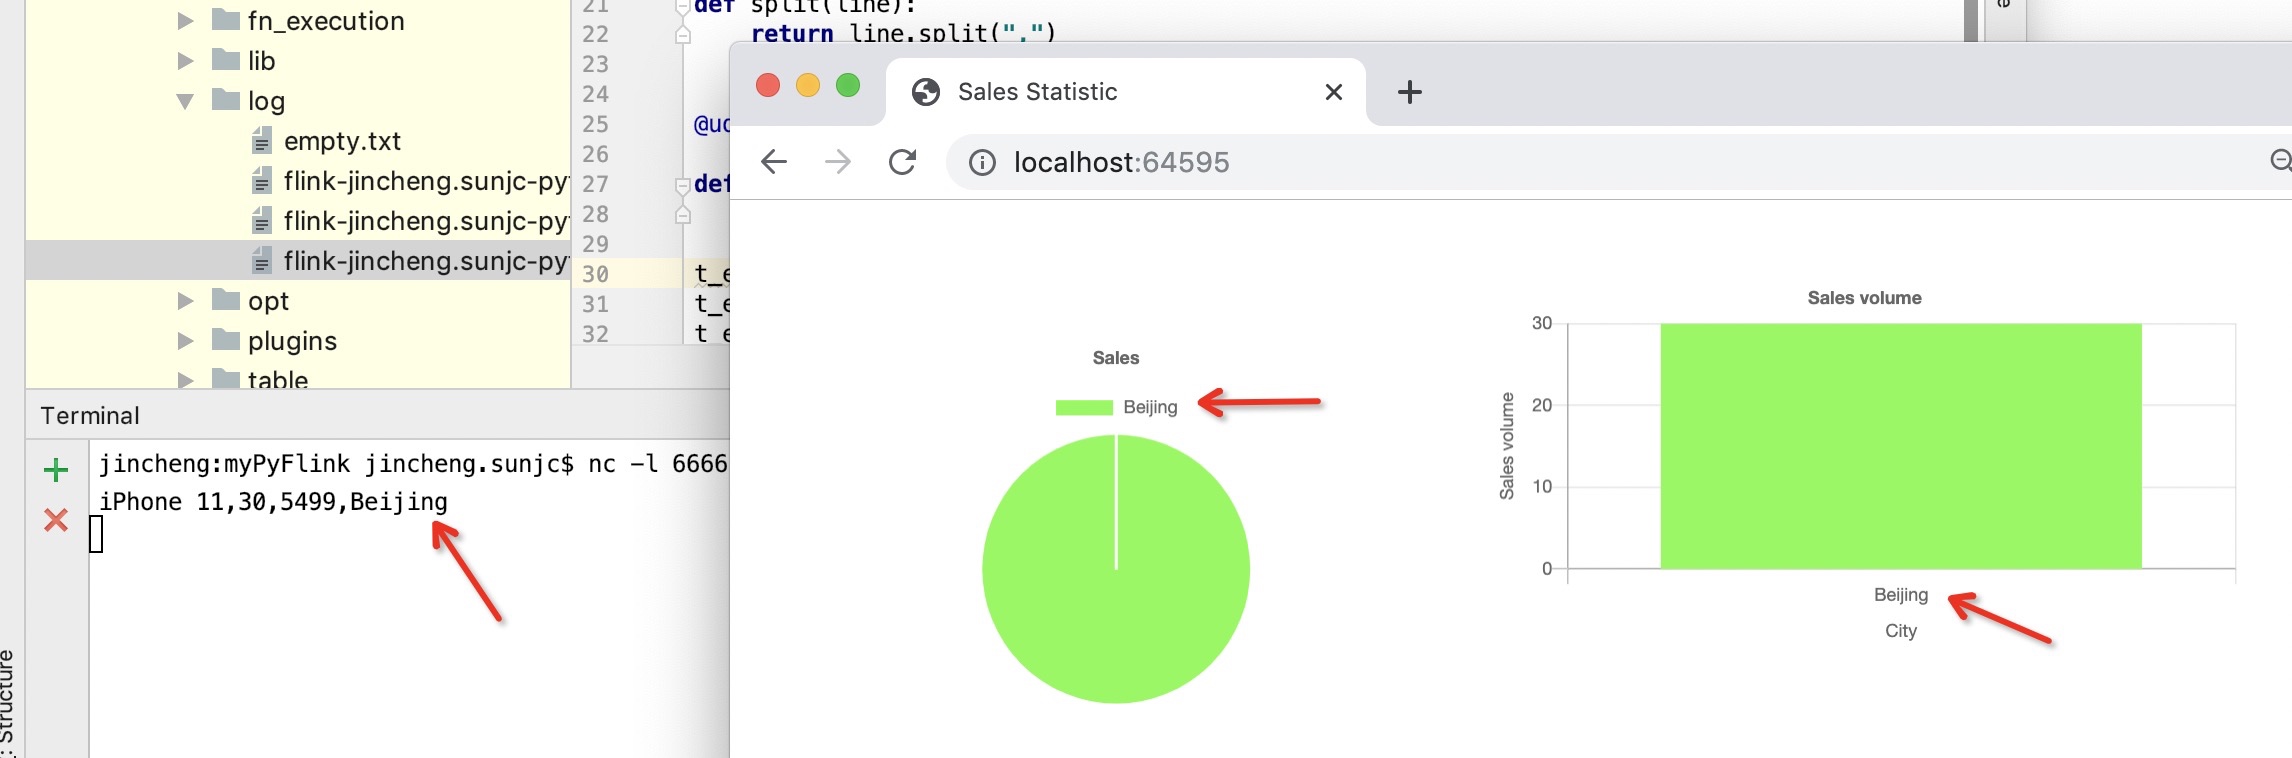 fn_execution
lib
log
empty.txt
flink-jincheng.sunjc-py
flink-jincheng.sunjc-py
flink-jincheng.sunjc-py
opt
plugins
table
21 def split(line):
22 return line.split(",")
23
24
25 @ud
26
27 def
28
29
30 t_e
31 t_e
32 t_e
Sales Statistic
localhost:64595
Sales
Beijing
Sales volume
Sales volume
30
20
10
0
Beijing
City
Terminal
jincheng:myPyFlink jincheng.sunjc$ nc -l 6666
iPhone 11,30,5499,Beijing
: Structure